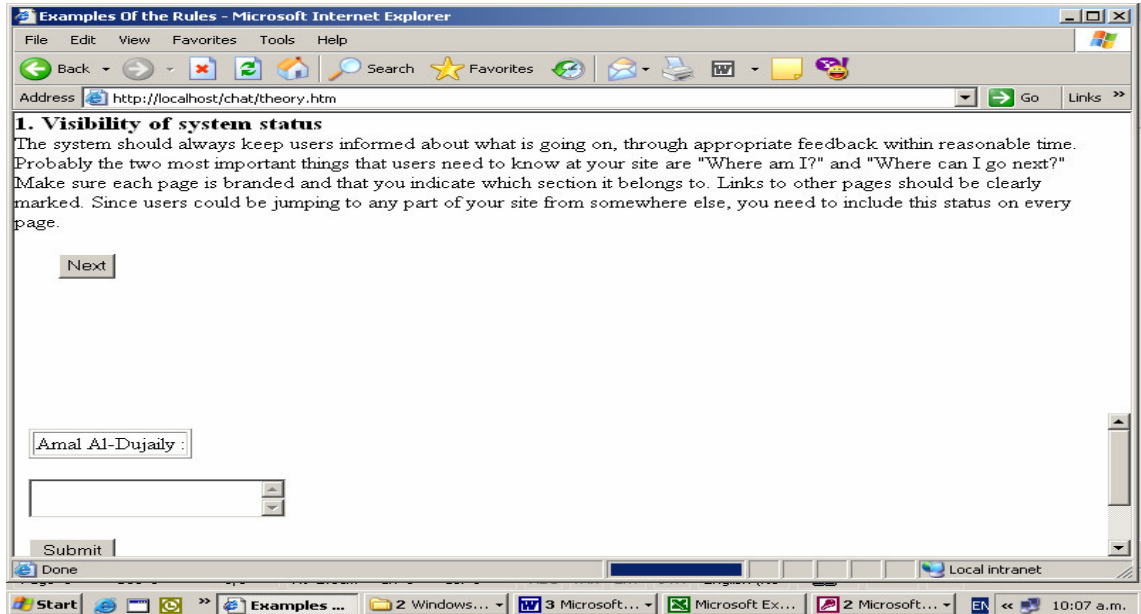 Examples Of the Rules - Microsoft Internet Explorer
File Edit View Favorites Tools Help
Back Search Favorites
Address http://localhost/chat/theory.htm Go Links »
1. Visibility of system status
The system should always keep users informed about what is going on, through appropriate feedback within reasonable time.
Probably the two most important things that users need to know at your site are "Where am I?" and "Where can I go next?"
Make sure each page is branded and that you indicate which section it belongs to. Links to other pages should be clearly
marked. Since users could be jumping to any part of your site from somewhere else, you need to include this status on every
page.
Next
Amal Al-Dujaily :
Submit
Done Local intranet
Start » Examples ... 2 Windows... 3 Microsoft... Microsoft Ex... 2 Microsoft... EN « 10:07 a.m.